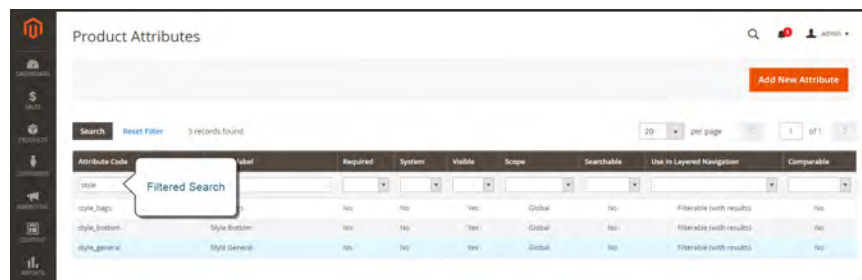 Product Attributes
admin
Add New Attribute
DASHBOARD
SALES
PRODUCTS
CUSTOMERS
MARKETING
CONTENT
REPORTS
Search Reset Filter 3 records found 20 per page 1 of 1
Attribute Code label Required System Visible Scope Searchable Use in Layered Navigation Comparable
style
Filtered Search
style_bags No No Yes Global No Filterable (with results) No
style_bottom Style Bottom No No Yes Global No Filterable (with results) No
style_general Style General No No Yes Global No Filterable (with results) No